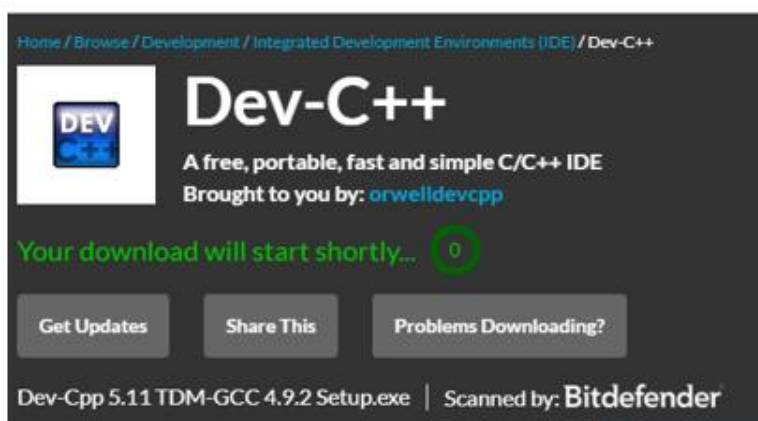 Home / Browse / Development / Integrated Development Environments (IDE) / Dev-C++
DEV
C++
Dev-C++
A free, portable, fast and simple C/C++ IDE
Brought to you by: orwelldevcpp
Your download will start shortly... 0
Get Updates Share This Problems Downloading?
Dev-Cpp 5.11 TDM-GCC 4.9.2 Setup.exe | Scanned by: Bitdefender